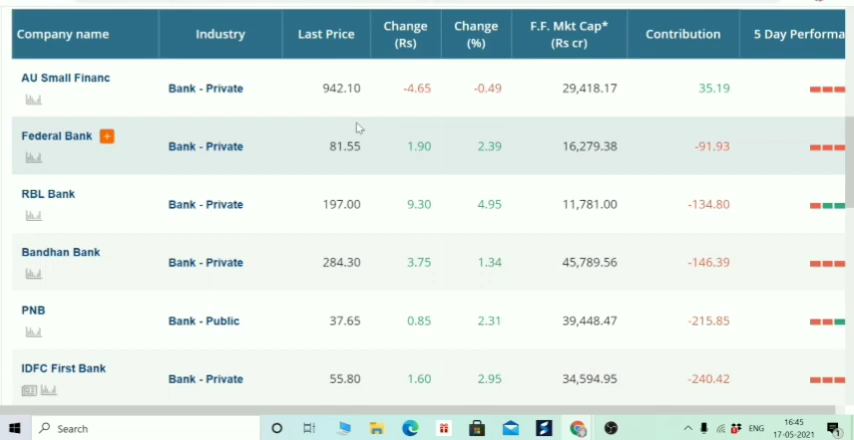 Company name Industry Last Price Change (Rs) Change (%) F.F. Mkt Cap* (Rs cr) Contribution 5 Day Performa
AU Small Financ Bank - Private 942.10 -4.65 -0.49 29,418.17 35.19
Federal Bank + Bank - Private 81.55 1.90 2.39 16,279.38 -91.93
RBL Bank Bank - Private 197.00 9.30 4.95 11,781.00 -134.80
Bandhan Bank Bank - Private 284.30 3.75 1.34 45,789.56 -146.39
PNB Bank - Public 37.65 0.85 2.31 39,448.47 -215.85
IDFC First Bank Bank - Private 55.80 1.60 2.95 34,594.95 -240.42
Search ENG 16:45
17-05-2021 1